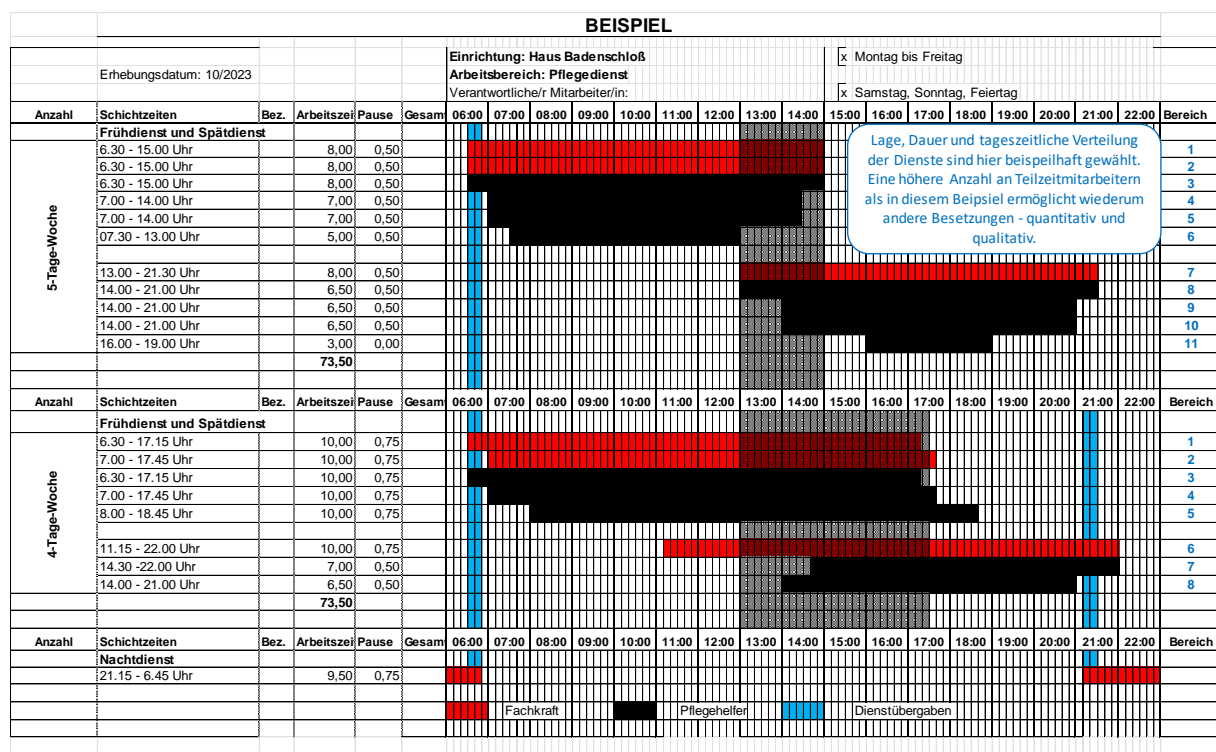 BEISPIEL
Einrichtung: Haus Badenschloß
x Montag bis Freitag
Erhebungsdatum: 10/2023
Arbeitsbereich: Pflegedienst
Verantwortliche/r Mitarbeiter/in:
x Samstag, Sonntag, Feiertag
Anzahl Schichtzeiten Bez. Arbeitszei Pause Gesam 06:00 07:00 08:00 09:00 10:00 11:00 12:00 13:00 14:00 15:00 16:00 17:00 18:00 19:00 20:00 21:00 22:00 Bereich
Frühdienst und Spätdienst
5-Tage-Woche
6.30 - 15.00 Uhr 8,00 0,50 1
6.30 - 15.00 Uhr 8,00 0,50 2
6.30 - 15.00 Uhr 8,00 0,50 3
7.00 - 14.00 Uhr 7,00 0,50 4
7.00 - 14.00 Uhr 7,00 0,50 5
07.30 - 13.00 Uhr 5,00 0,50 6
Lage, Dauer und tageszeitliche Verteilung
der Dienste sind hier beispeilhaft gewählt.
Eine höhere Anzahl an Teilzeitmitarbeitern
als in diesem Beipsiel ermöglicht wiederum
andere Besetzungen - quantitativ und
qualitativ.
13.00 - 21.30 Uhr 8,00 0,50 7
14.00 - 21.00 Uhr 6,50 0,50 8
14.00 - 21.00 Uhr 6,50 0,50 9
14.00 - 21.00 Uhr 6,50 0,50 10
16.00 - 19.00 Uhr 3,00 0,00 11
73,50
Anzahl Schichtzeiten Bez. Arbeitszei Pause Gesam 06:00 07:00 08:00 09:00 10:00 11:00 12:00 13:00 14:00 15:00 16:00 17:00 18:00 19:00 20:00 21:00 22:00 Bereich
Frühdienst und Spätdienst
4-Tage-Woche
6.30 - 17.15 Uhr 10,00 0,75 1
7.00 - 17.45 Uhr 10,00 0,75 2
6.30 - 17.15 Uhr 10,00 0,75 3
7.00 - 17.45 Uhr 10,00 0,75 4
8.00 - 18.45 Uhr 10,00 0,75 5
11.15 - 22.00 Uhr 10,00 0,75 6
14.30 -22.00 Uhr 7,00 0,50 7
14.00 - 21.00 Uhr 6,50 0,50 8
73,50
Anzahl Schichtzeiten Bez. Arbeitszei Pause Gesam 06:00 07:00 08:00 09:00 10:00 11:00 12:00 13:00 14:00 15:00 16:00 17:00 18:00 19:00 20:00 21:00 22:00 Bereich
Nachtdienst
21.15 - 6.45 Uhr 9,50 0,75
Fachkraft Pflegehelfer Dienstübergaben